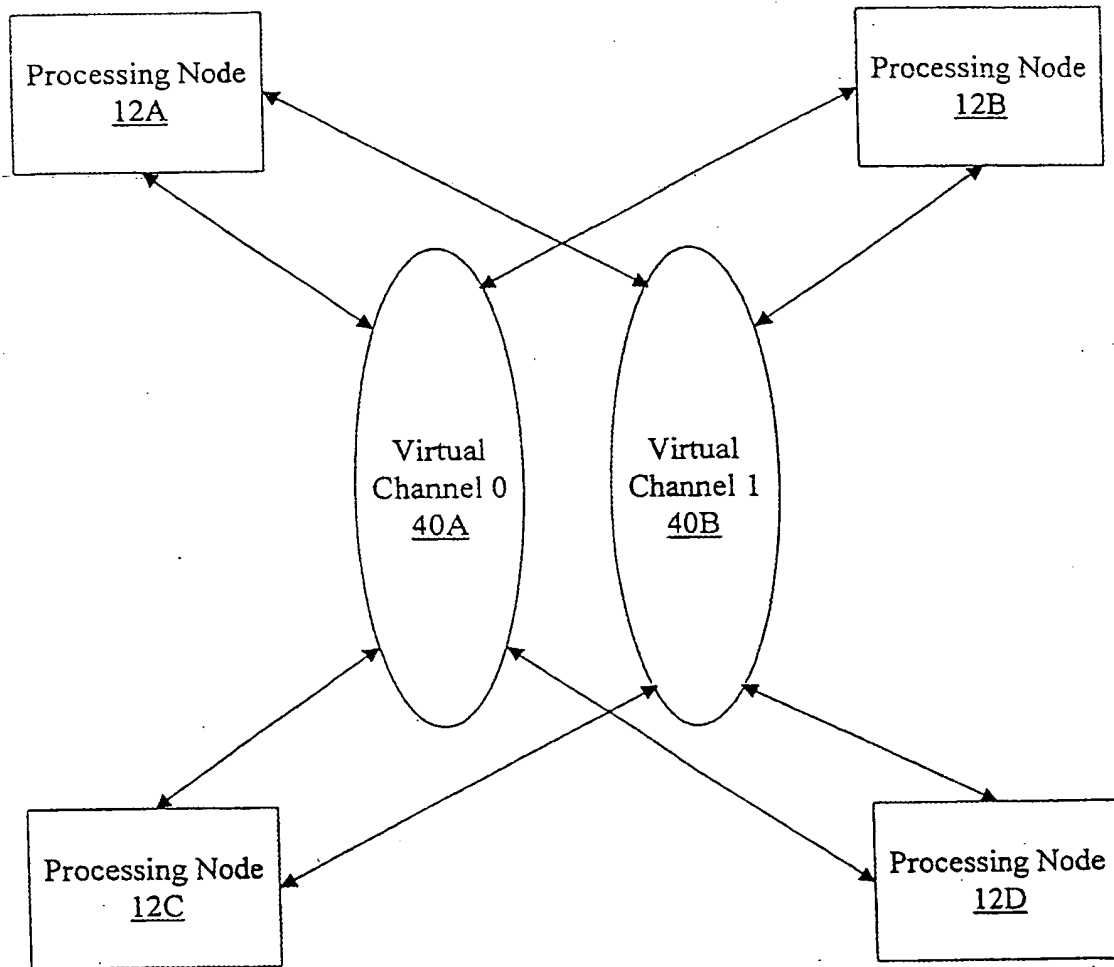 Processing Node
12A
Processing Node
12B
Virtual
Channel 0
40A
Virtual
Channel 1
40B
Processing Node
12C
Processing Node
12D